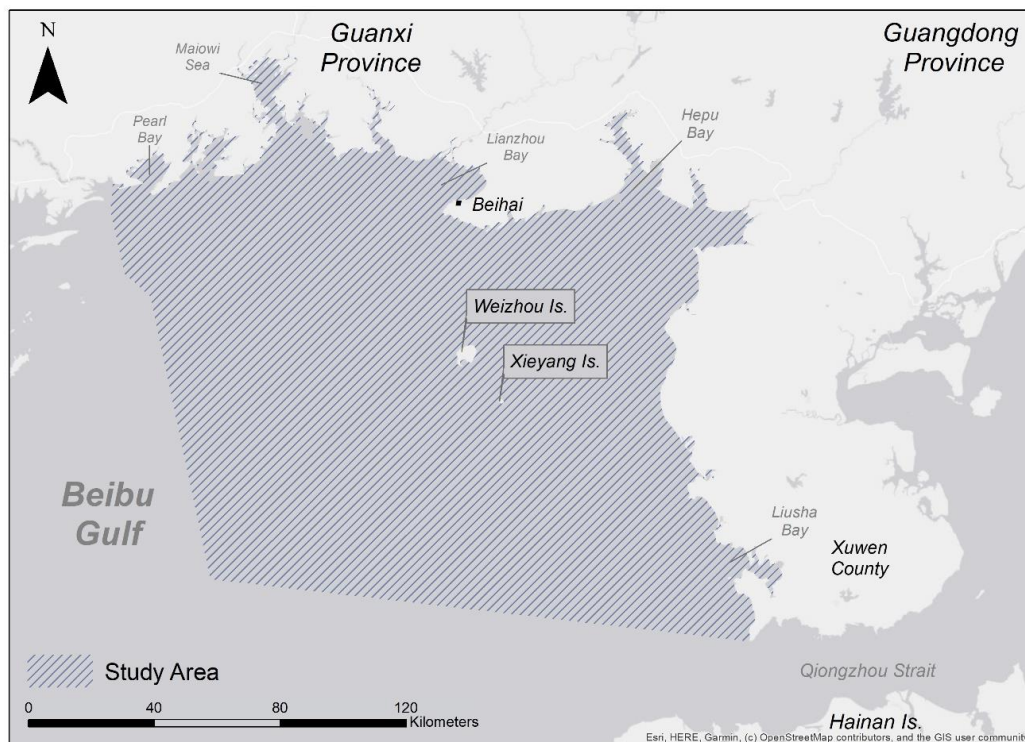 N
Guanxi
Province
Guangdong
Province
Maiowi
Sea
Pearl
Bay
Lianzhou
Bay
Hepu
Bay
Beihai
Weizhou Is.
Xieyang Is.
Beibu
Gulf
Liusha
Bay
Xuwen
County
Study Area
Qiongzhou Strait
0 40 80 120
Kilometers
Hainan Is.
Esri, HERE, Garmin, (c) OpenStreetMap contributors, and the GIS user community